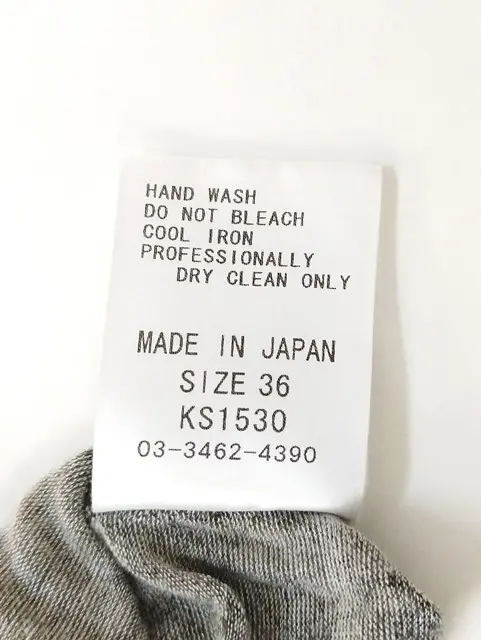 HAND WASH
DO NOT BLEACH
COOL IRON
PROFESSIONALLY
DRY CLEAN ONLY
MADE IN JAPAN
SIZE 36
KS1530
03-3462-4390